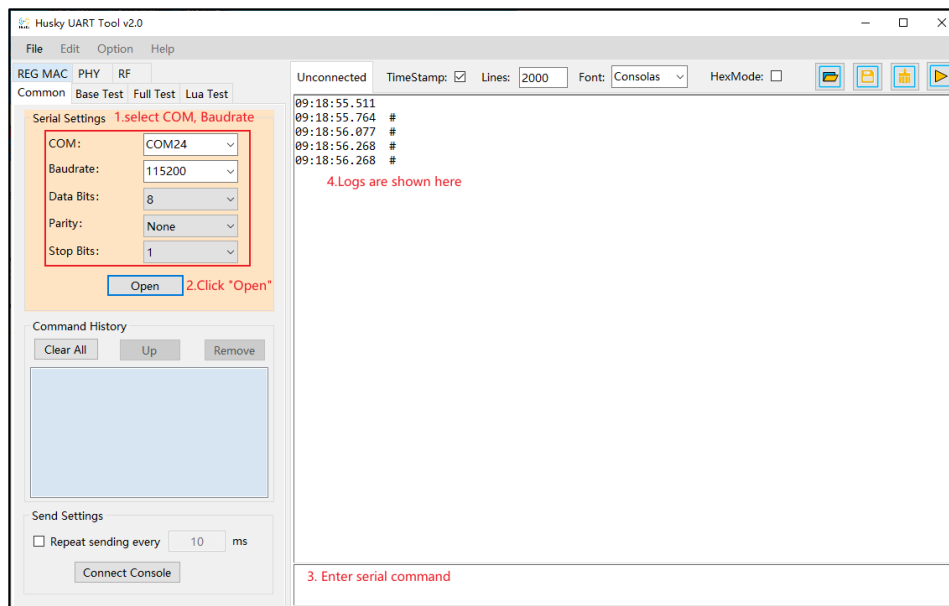 Husky UART Tool v2.0
File Edit Option Help
REG MAC PHY RF
Common Base Test Full Test Lua Test
Serial Settings 1.select COM, Baudrate
COM: COM24
Baudrate: 115200
Data Bits: 8
Parity: None
Stop Bits: 1
Open 2.Click "Open"
Command History
Clear All Up Remove
Send Settings
Repeat sending every 10 ms
Connect Console
Unconnected TimeStamp: Lines: 2000 Font: Consolas HexMode:
09:18:55.511
09:18:55.764 #
09:18:56.077 #
09:18:56.268 #
09:18:56.268 #
4.Logs are shown here
3. Enter serial command